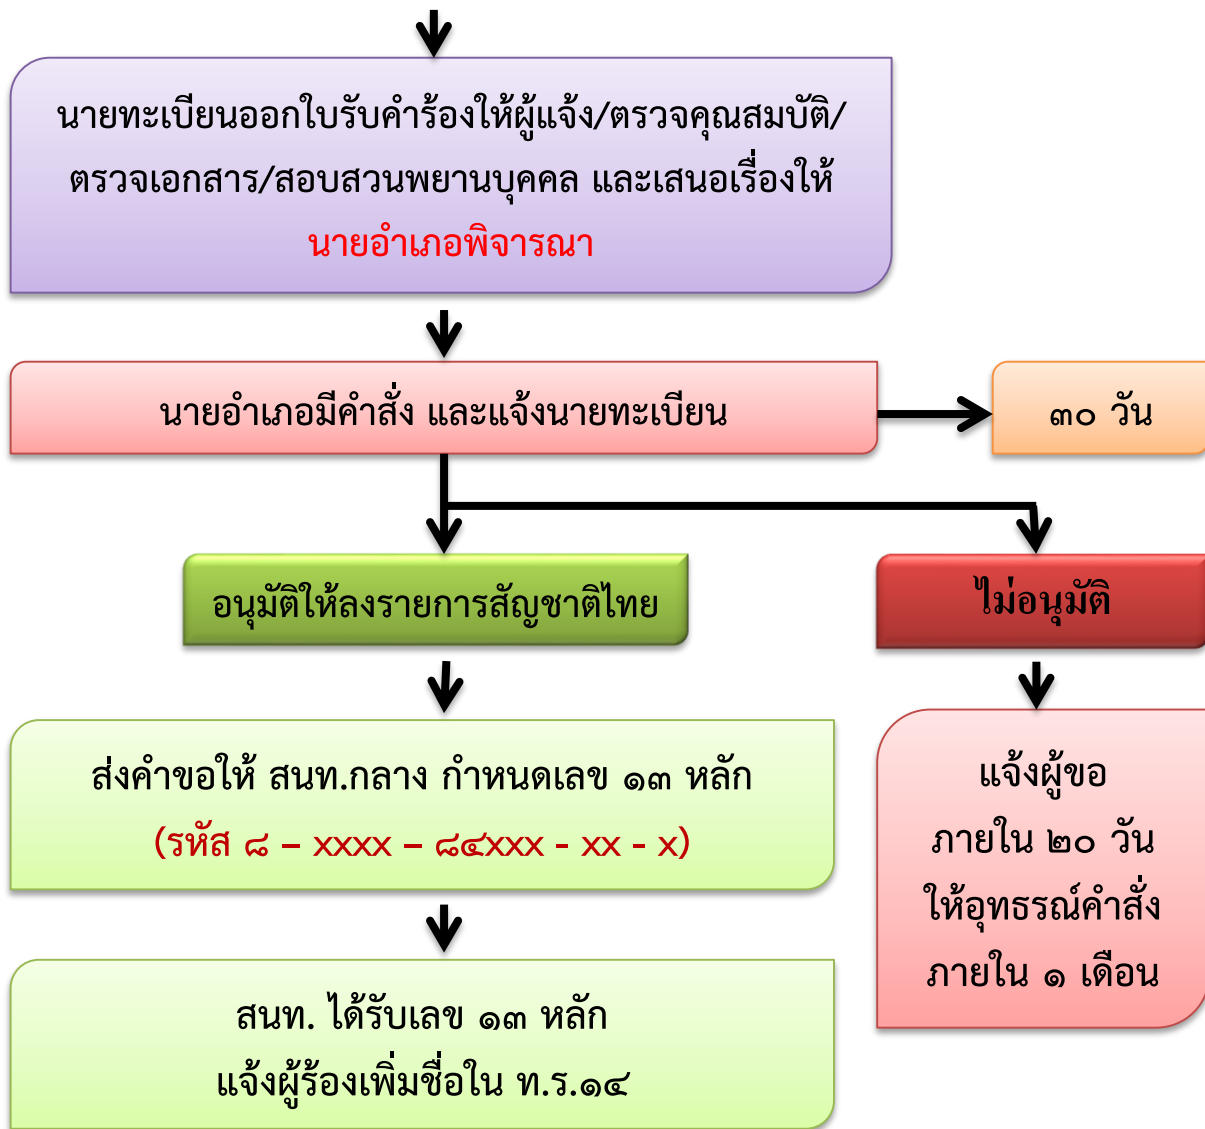 นายทะเบียนออกใบรับคำร้องให้ผู้แจ้ง/ตรวจคุณสมบัติ/
ตรวจเอกสาร/สอบสวนพยานบุคคล และเสนอเรื่องให้
นายอำเภอพิจารณา
นายอำเภอมีคำสั่ง และแจ้งนายทะเบียน
๓๐ วัน
อนุมัติให้ลงรายการสัญชาติไทย
ไม่อนุมัติ
ส่งคำขอให้ สนท.กลาง กำหนดเลข ๑๓ หลัก
(รหัส ๘ – xxxx – ๘๔xxx - xx - x)
แจ้งผู้ขอ
ภายใน ๒๐ วัน
ให้อุทธรณ์คำสั่ง
ภายใน ๑ เดือน
สนท. ได้รับเลข ๑๓ หลัก
แจ้งผู้ร้องเพิ่มชื่อใน ท.ร.๑๔